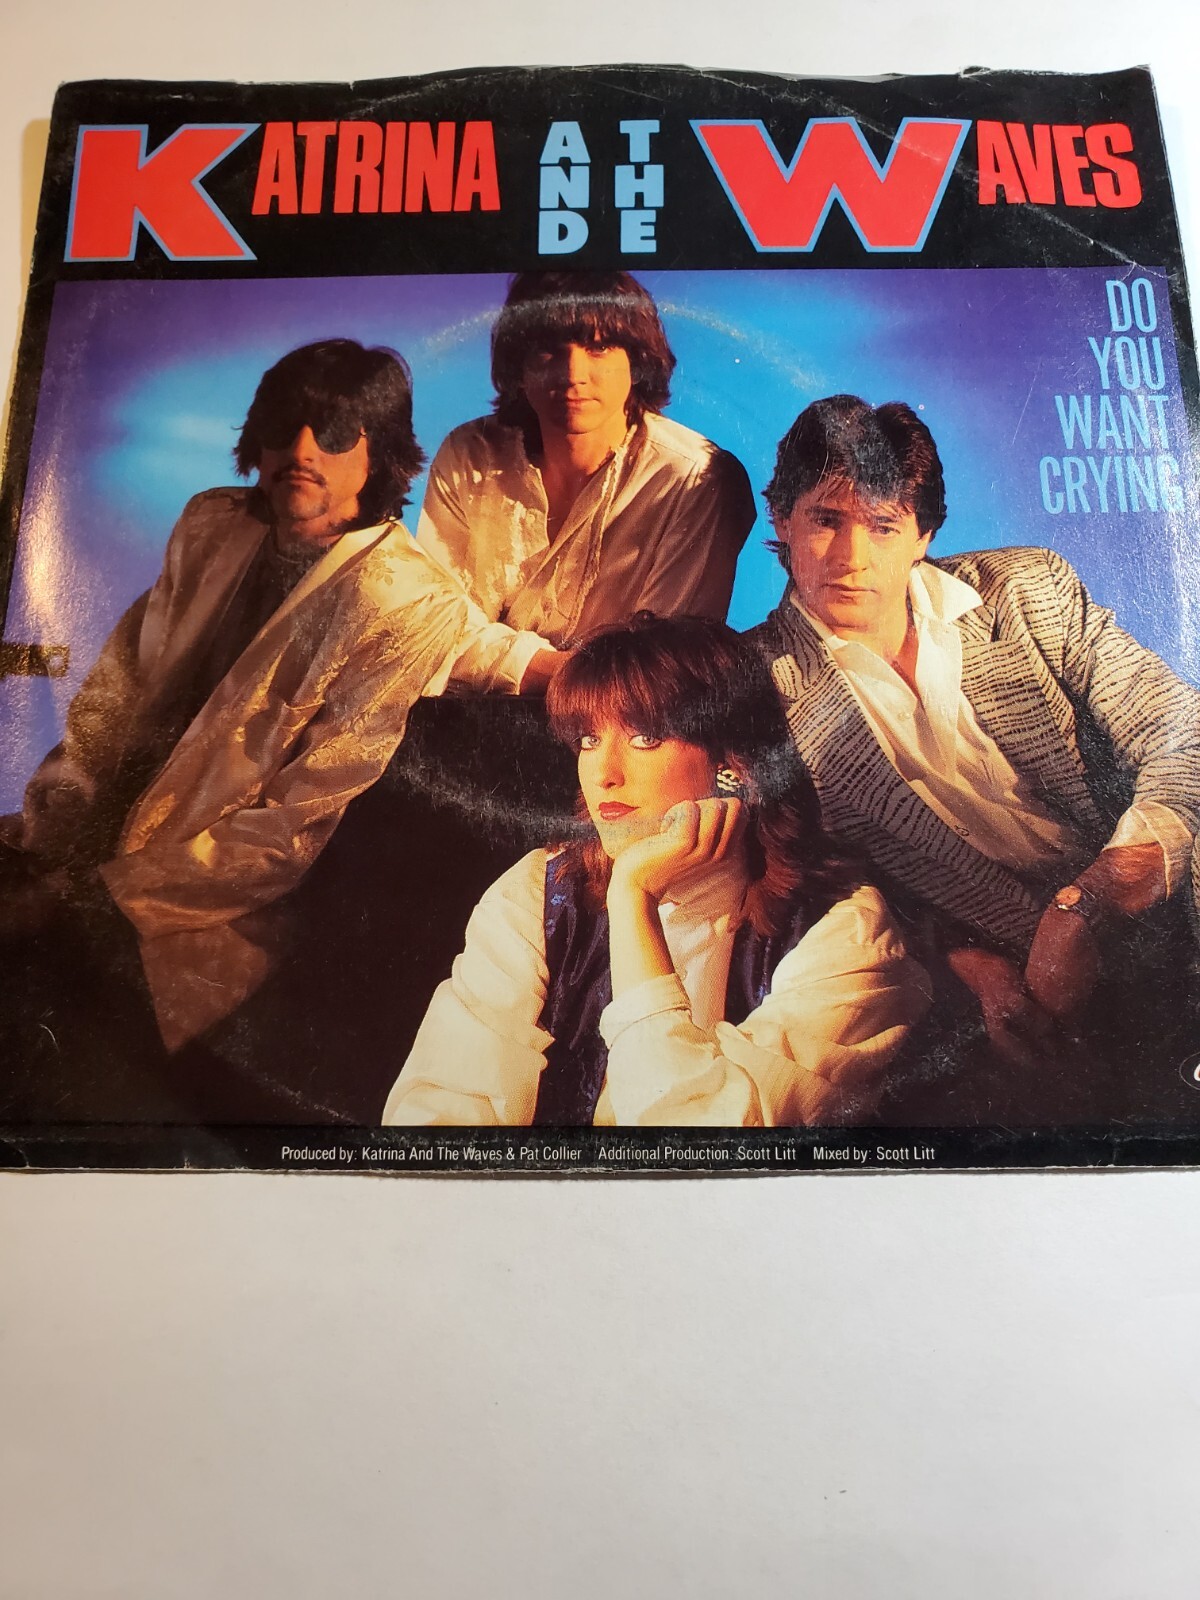 KATRINA AND THE WAVES
DO
YOU
WANT
CRYING
Produced by: Katrina And The Waves & Pat Collier Additional Production: Scott Litt Mixed by: Scott Litt